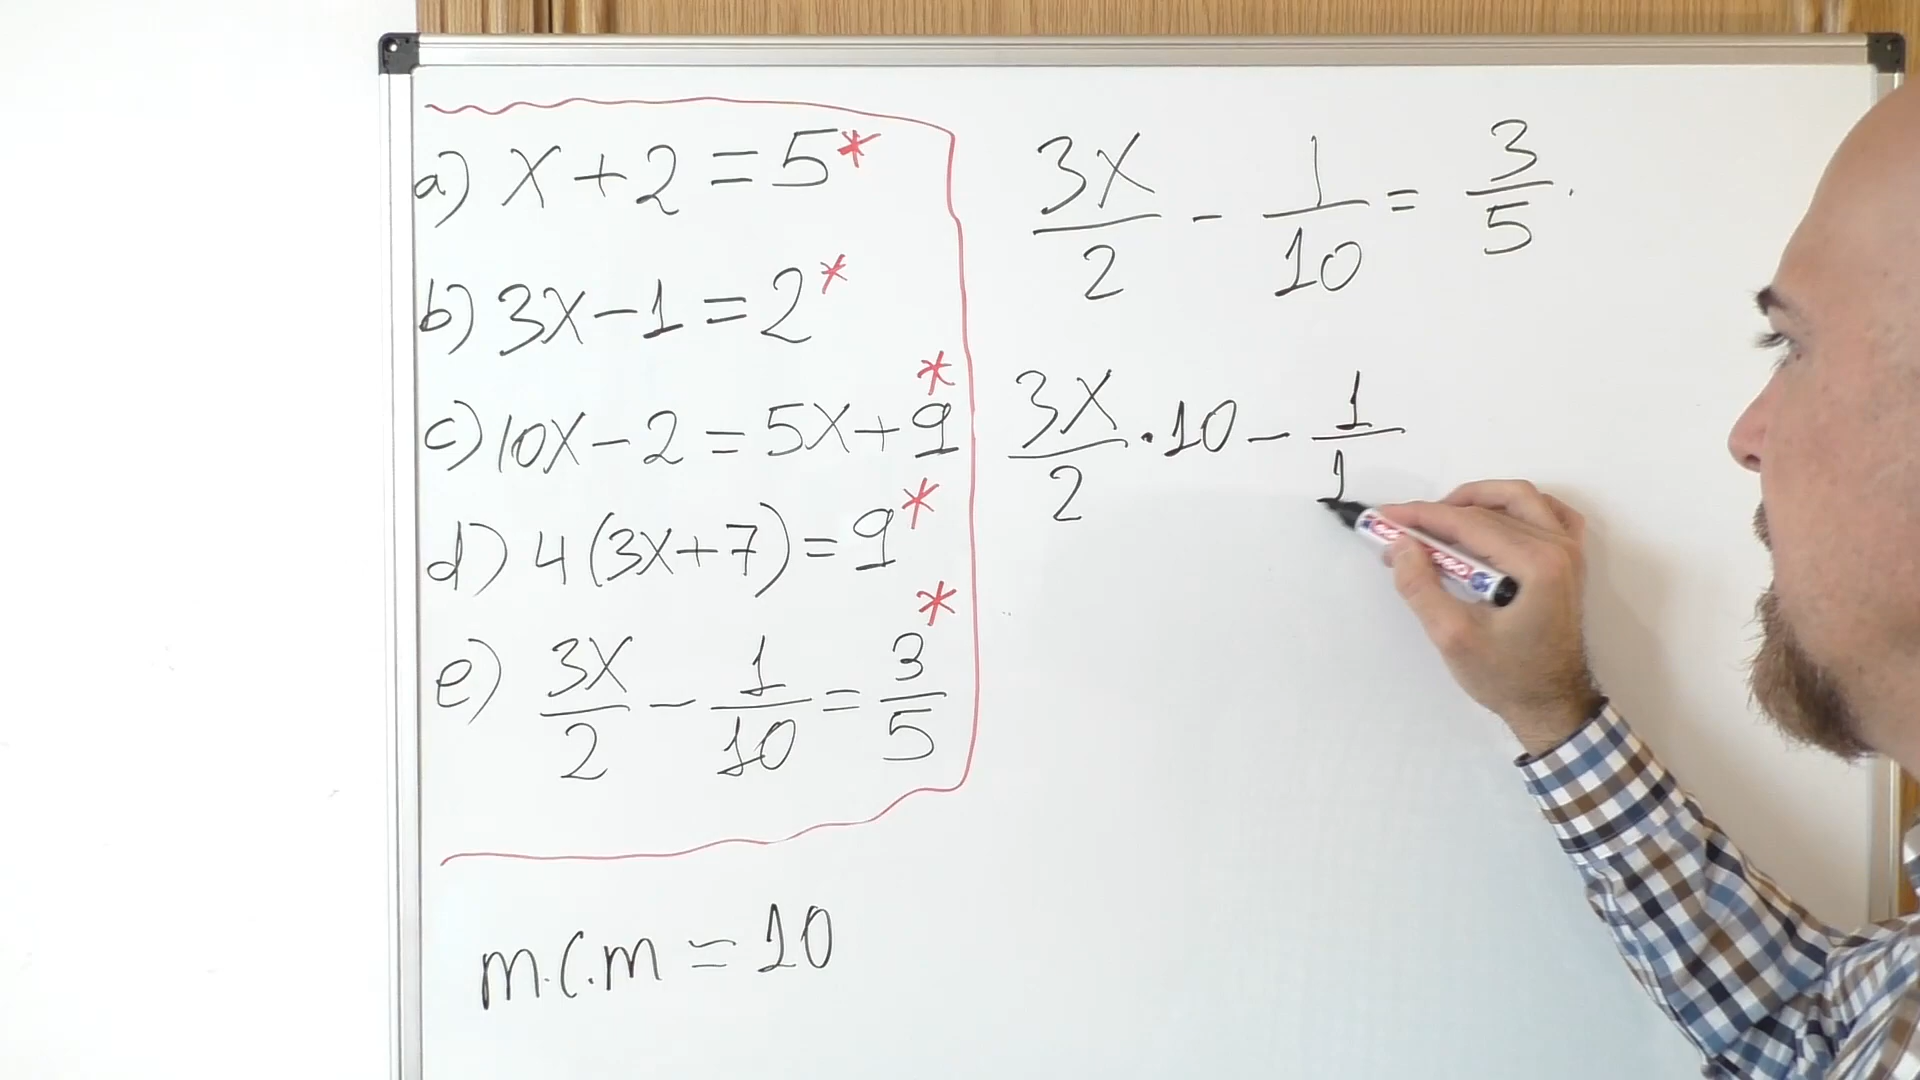 a) x + 2 = 5*
b) 3x - 1 = 2*
c) 10x - 2 = 5x + 9*
d) 4(3x + 7) = 9*
e) 3x/2 - 1/10 = 3/5*
m.c.m = 10
3x/2 - 1/10 = 3/5
3x/2 · 10 - 1/1